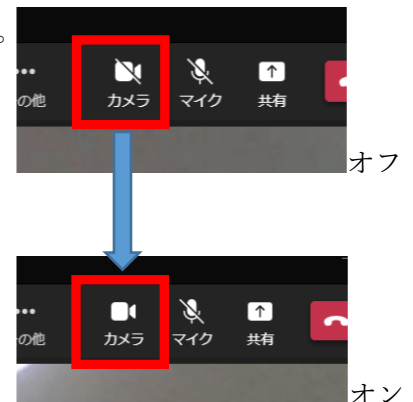 。
の他 カメラ マイク 共有
オフ
の他 カメラ マイク 共有
オン